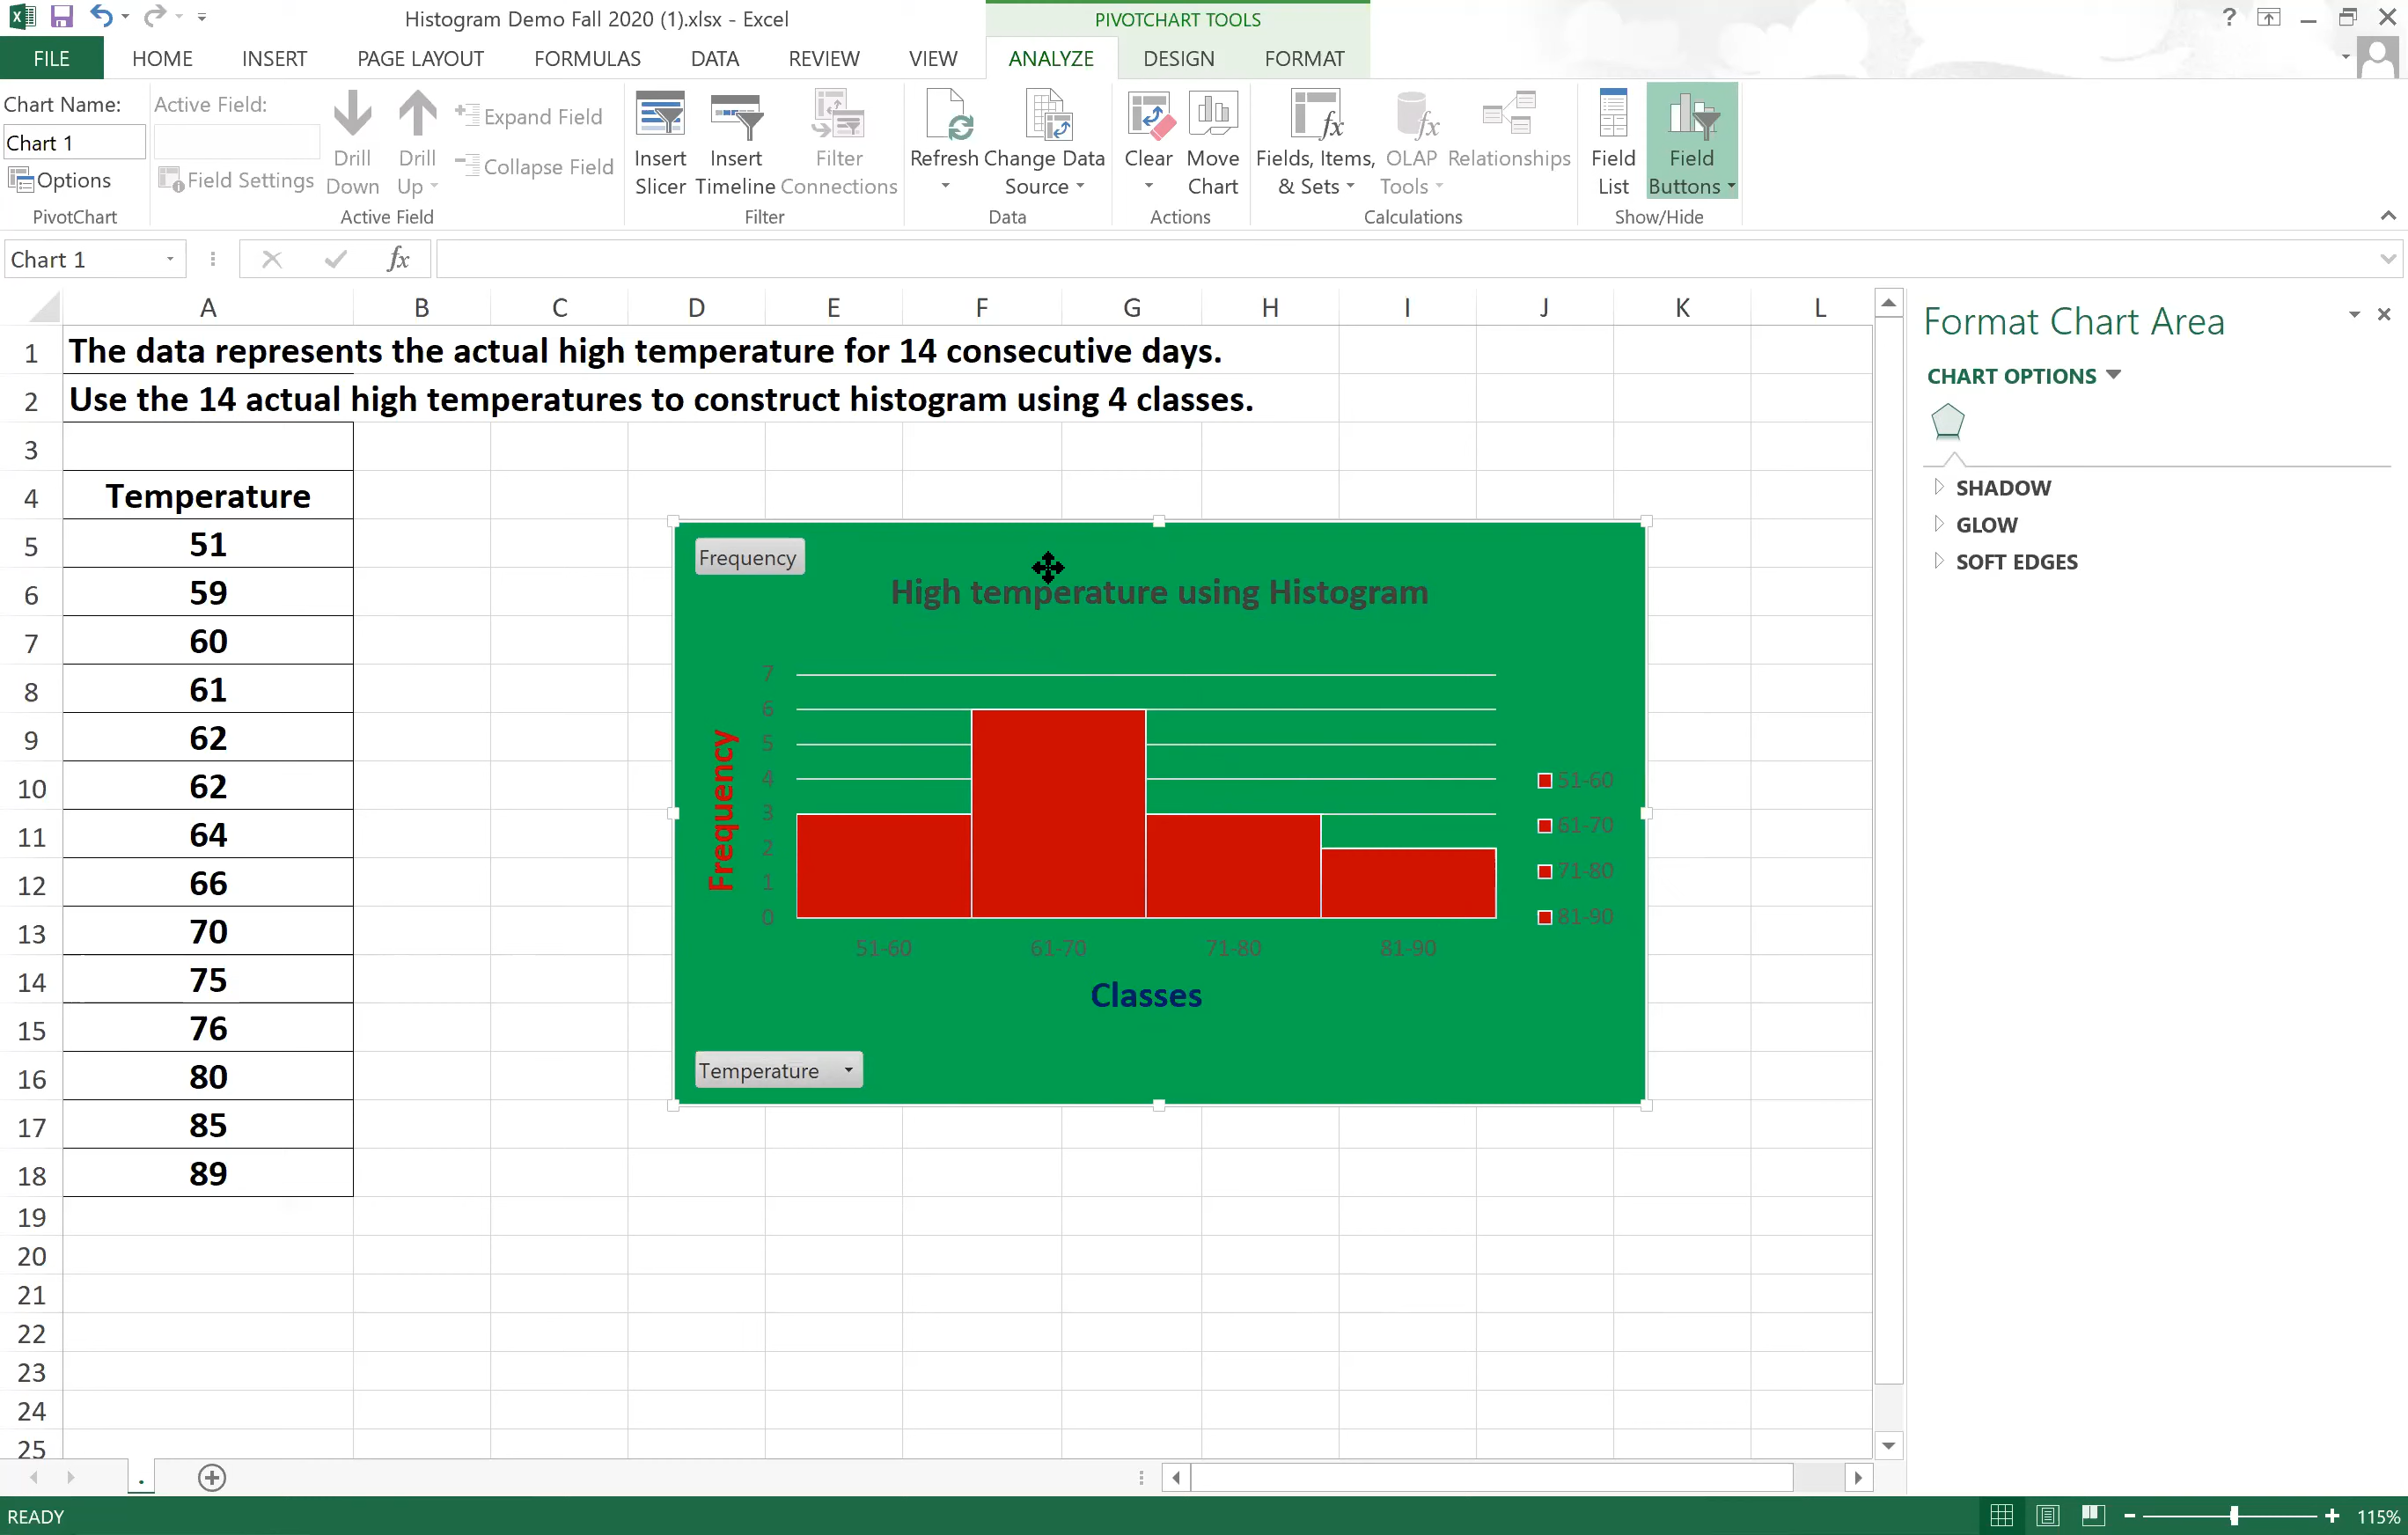 Histogram Demo Fall 2020 (1).xlsx - Excel
PIVOTCHART TOOLS
?
FILE HOME INSERT PAGE LAYOUT FORMULAS DATA REVIEW VIEW ANALYZE DESIGN FORMAT
Chart Name:
Chart 1
Options
PivotChart
Active Field:
Field Settings
Drill Down
Drill Up
Expand Field
Collapse Field
Active Field
Insert Slicer
Insert Timeline
Filter Connections
Filter
Refresh
Change Data Source
Data
Clear
Move Chart
Actions
Fields, Items, & Sets
OLAP Tools
Relationships
Calculations
Field List
Field Buttons
Show/Hide
Chart 1
fx
A B C D E F G H I J K L
1 The data represents the actual high temperature for 14 consecutive days.
2 Use the 14 actual high temperatures to construct histogram using 4 classes.
3
4 Temperature
5 51
6 59
7 60
8 61
9 62
10 62
11 64
12 66
13 70
14 75
15 76
16 80
17 85
18 89
19
20
21
22
23
24
25
Frequency
High temperature using Histogram
Frequency
7
6
5
4
3
2
1
0
51-60 61-70 71-80 81-90
Classes
51-60
61-70
71-80
81-90
Temperature
Format Chart Area
CHART OPTIONS
SHADOW
GLOW
SOFT EDGES
.
READY
115%